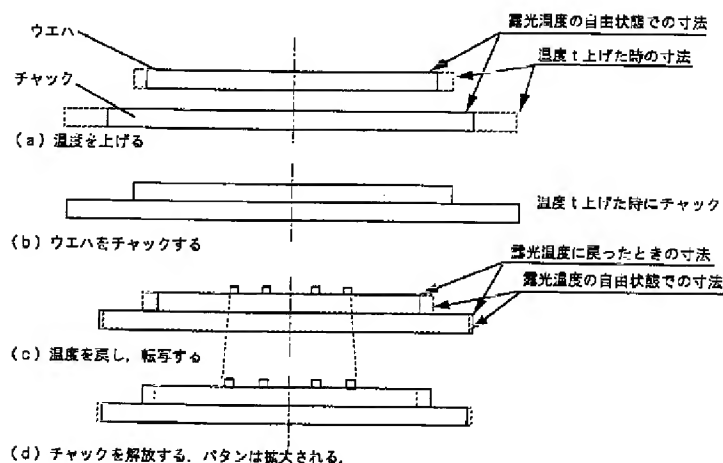 ウエハ
露光温度の自由状態での寸法
温度t上げた時の寸法
チャック
(a) 温度を上げる
温度t上げた時にチャック
(b) ウエハをチャックする
露光温度に戻ったときの寸法
露光温度の自由状態での寸法
(c) 温度を戻し,転写する
(d) チャックを解放する,パタンは拡大される.